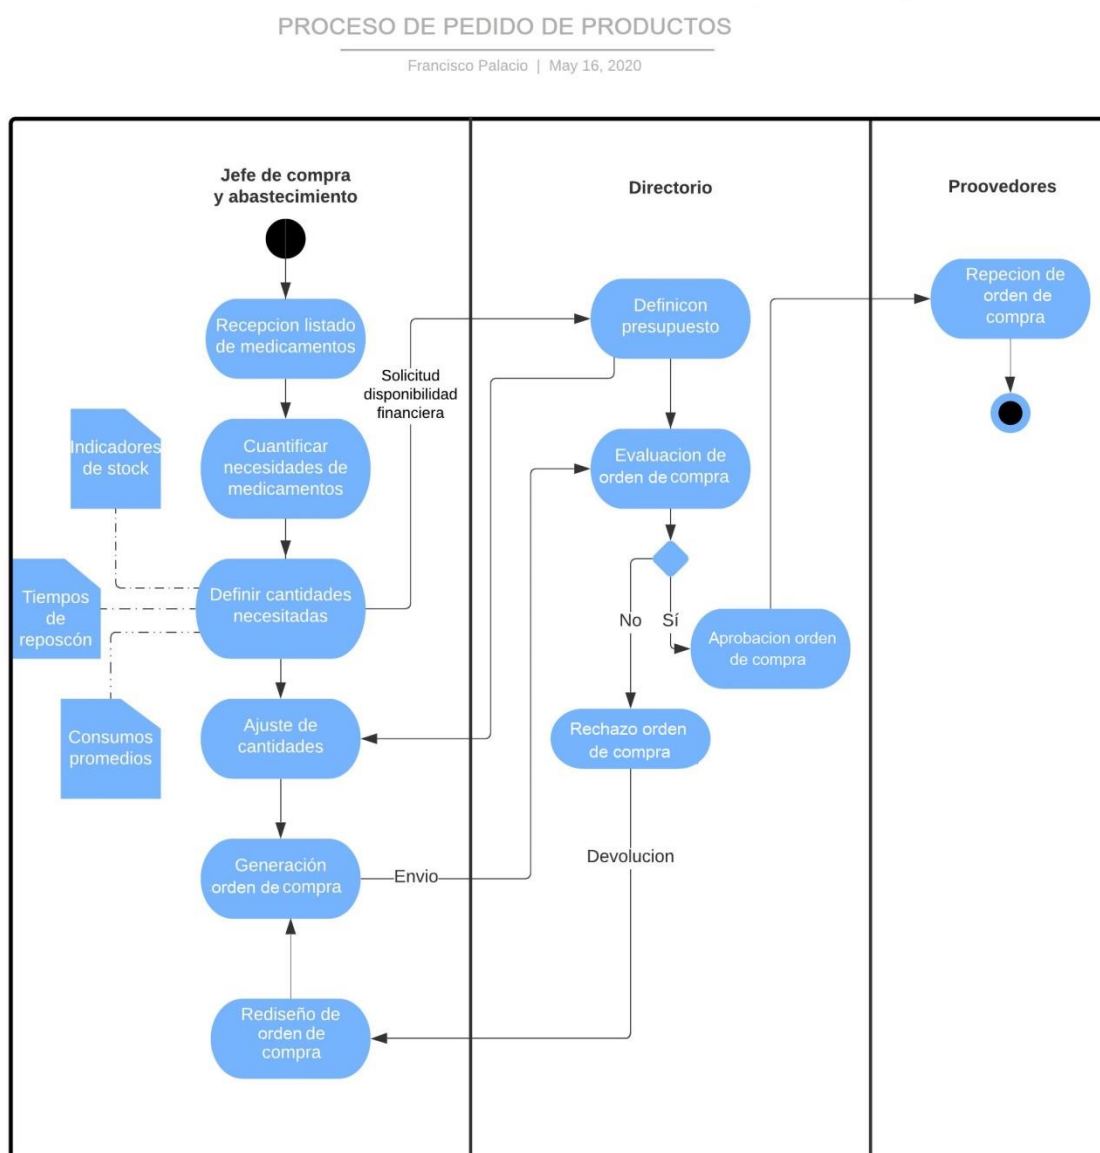 PROCESO DE PEDIDO DE PRODUCTOS
Francisco Palacio | May 16, 2020
Jefe de compra
y abastecimiento
Directorio
Proovedores
Recepcion listado
de medicamentos
Definicon
presupuesto
Repecion de
orden de
compra
Solicitud
disponibilidad
financiera
Indicadores
de stock
Cuantificar
necesidades de
medicamentos
Evaluacion de
orden de compra
Tiempos
de
reposcón
Definir cantidades
necesitadas
No
Sí
Aprobacion orden
de compra
Consumos
promedios
Ajuste de
cantidades
Rechazo orden
de compra
Generación
orden de compra
Envio
Devolucion
Rediseño de
orden de
compra